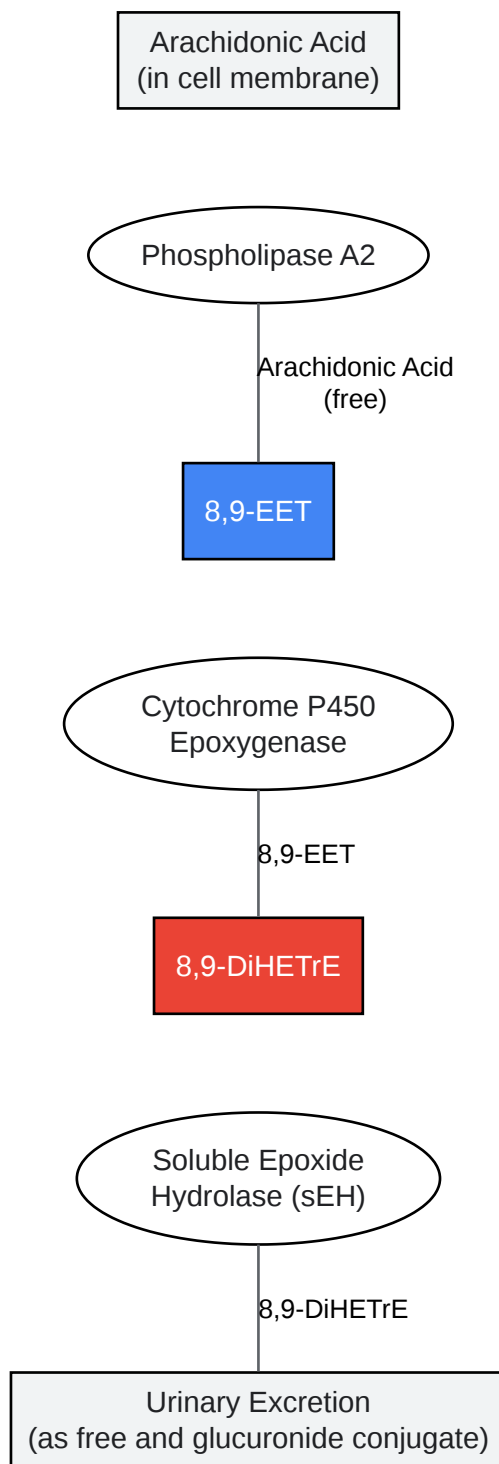 Arachidonic Acid
(in cell membrane)
Phospholipase A2
Arachidonic Acid
(free)
8,9-EET
Cytochrome P450
Epoxygenase
8,9-EET
8,9-DiHETrE
Soluble Epoxide
Hydrolase (sEH)
8,9-DiHETrE
Urinary Excretion
(as free and glucuronide conjugate)